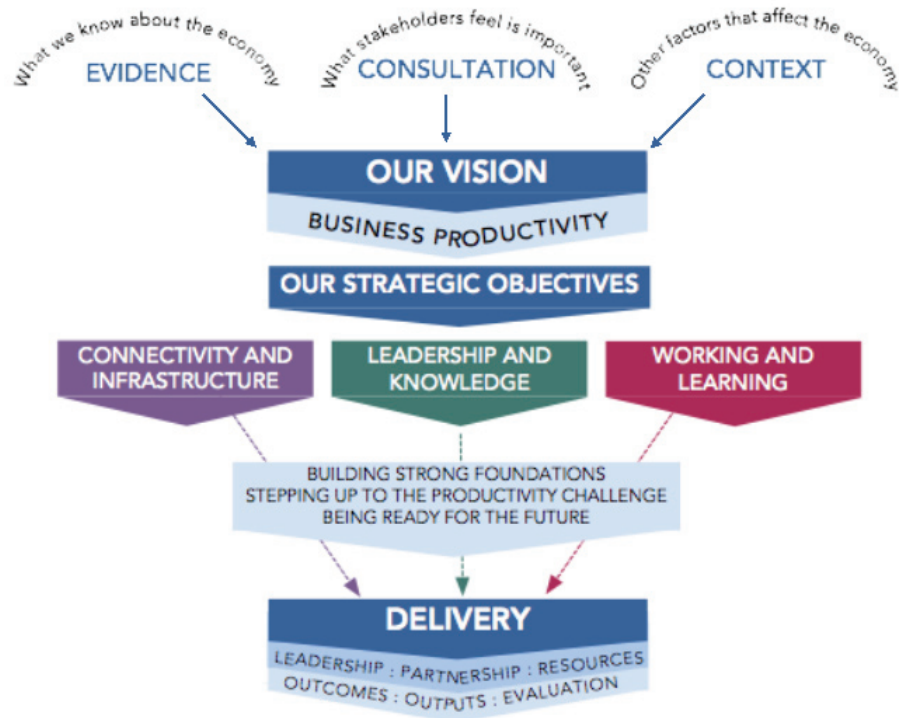 What we know about the economy
EVIDENCE
What stakeholders feel is important
CONSULTATION
Other factors that affect the economy
CONTEXT
OUR VISION
BUSINESS PRODUCTIVITY
OUR STRATEGIC OBJECTIVES
CONNECTIVITY AND
INFRASTRUCTURE
LEADERSHIP AND
KNOWLEDGE
WORKING AND
LEARNING
BUILDING STRONG FOUNDATIONS
STEPPING UP TO THE PRODUCTIVITY CHALLENGE
BEING READY FOR THE FUTURE
DELIVERY
LEADERSHIP : PARTNERSHIP : RESOURCES
OUTCOMES : OUTPUTS : EVALUATION